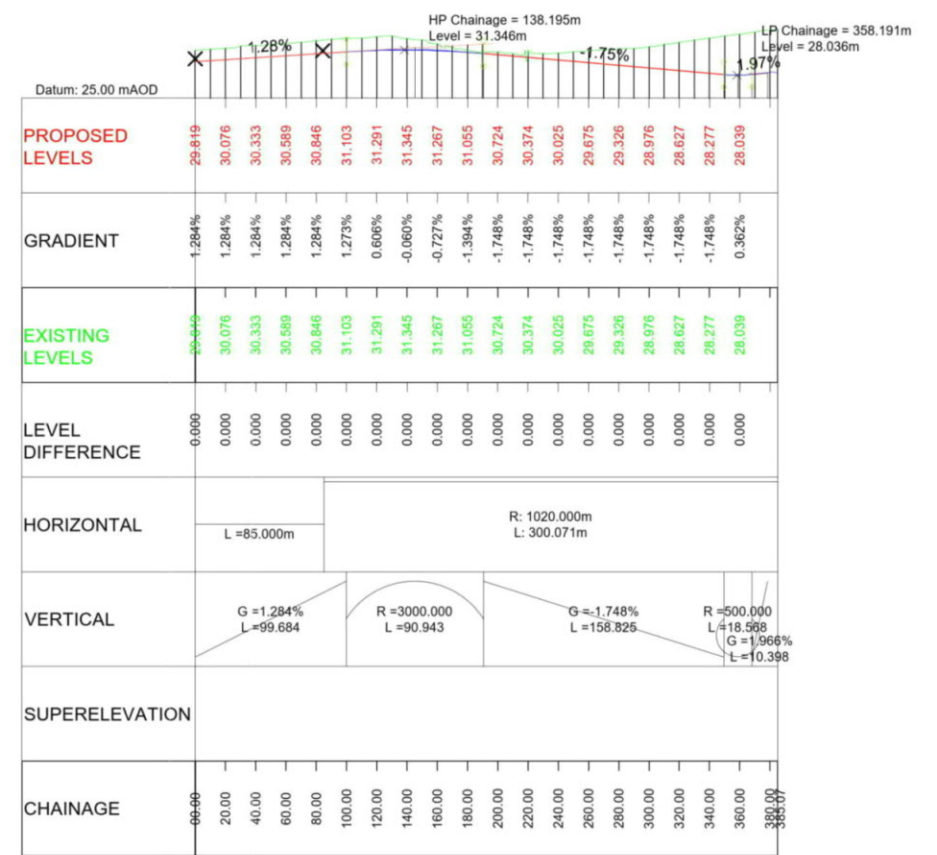 HP Chainage = 138.195m
Level = 31.346m
LP Chainage = 358.191m
Level = 28.036m
1.28%
-1.75%
1.97%
Datum: 25.00 mAOD
PROPOSED
LEVELS
29.819 30.076 30.333 30.589 30.846 31.103 31.291 31.345 31.267 31.055 30.724 30.374 30.025 29.675 29.326 28.976 28.627 28.277 28.039
GRADIENT
1.284% 1.284% 1.284% 1.284% 1.284% 1.273% 0.606% -0.060% -0.727% -1.394% -1.748% -1.748% -1.748% -1.748% -1.748% -1.748% -1.748% -1.748% 0.362%
EXISTING
LEVELS
29.819 30.076 30.333 30.589 30.846 31.103 31.291 31.345 31.267 31.055 30.724 30.374 30.025 29.675 29.326 28.976 28.627 28.277 28.039
LEVEL
DIFFERENCE
0.000 0.000 0.000 0.000 0.000 0.000 0.000 0.000 0.000 0.000 0.000 0.000 0.000 0.000 0.000 0.000 0.000 0.000 0.000
HORIZONTAL
L =85.000m
R: 1020.000m
L: 300.071m
VERTICAL
G =1.284%
L =99.684
R =3000.000
L =90.943
G =-1.748%
L =158.825
R =500.000
L =18.568
G =1.966%
L =10.398
SUPERELEVATION
CHAINAGE
20.00 40.00 60.00 80.00 100.00 120.00 140.00 160.00 180.00 200.00 220.00 240.00 260.00 280.00 300.00 320.00 340.00 360.00 380.00 385.07